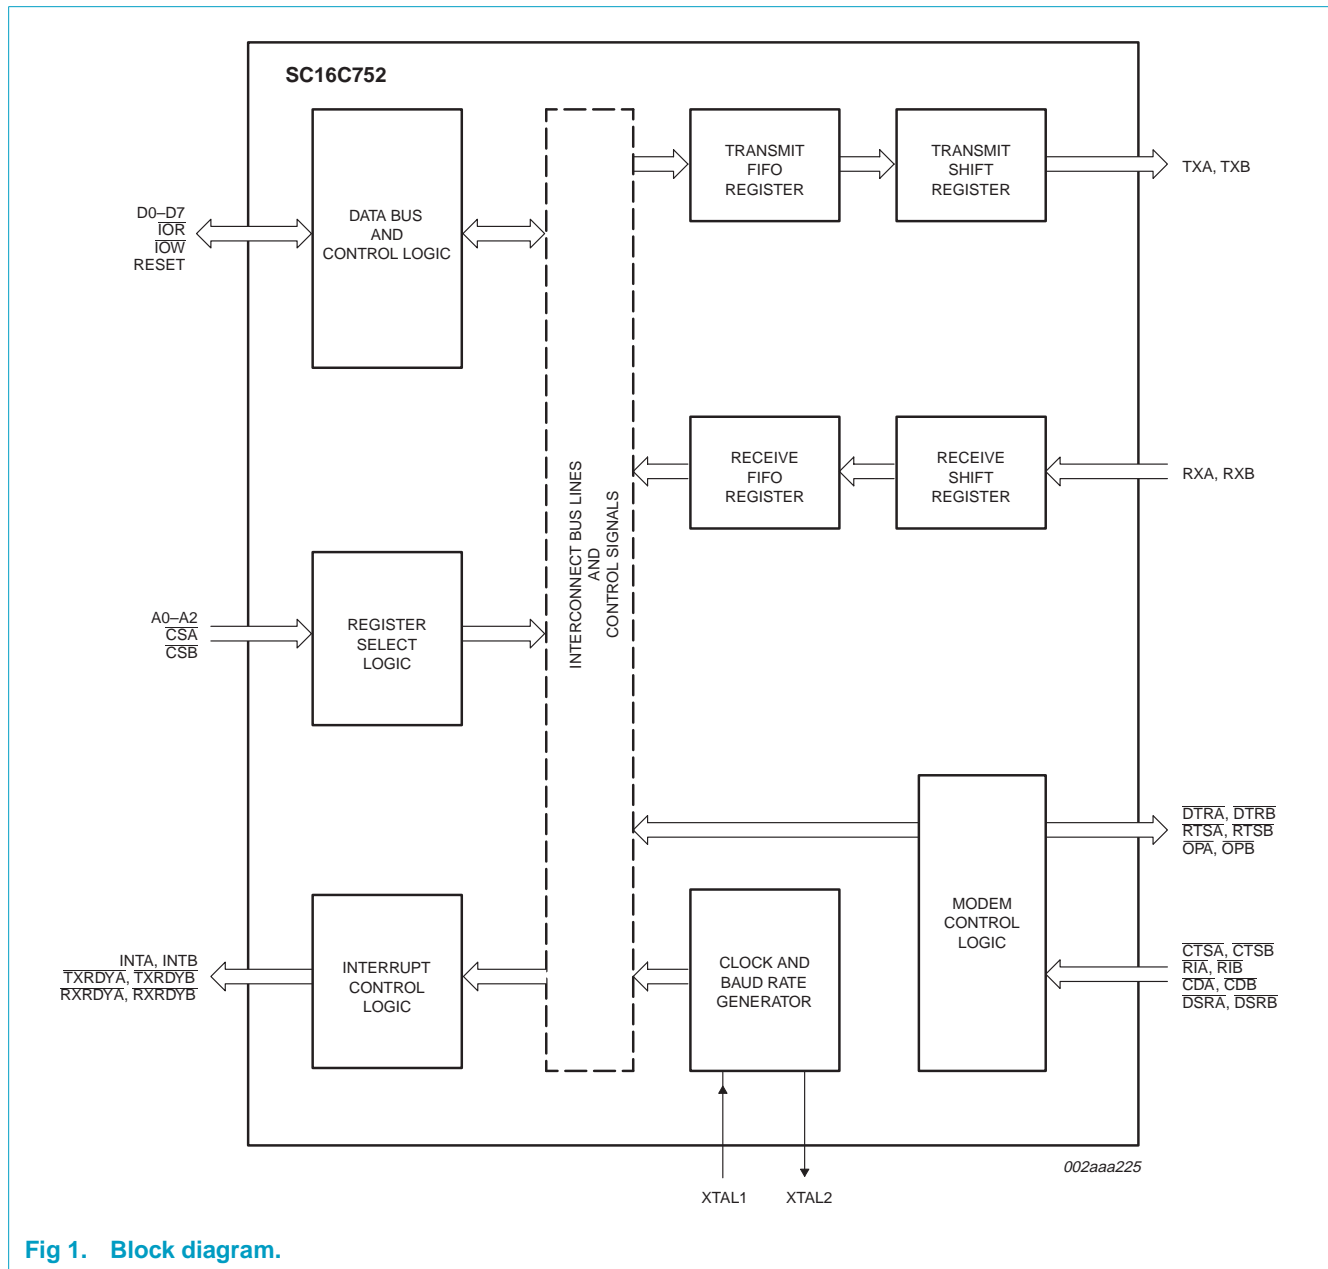 SC16C752
D0–D7
IOR
IOW
RESET
DATA BUS
AND
CONTROL LOGIC
TRANSMIT
FIFO
REGISTER
TRANSMIT
SHIFT
REGISTER
TXA, TXB
INTERCONNECT BUS LINES
AND
CONTROL SIGNALS
RECEIVE
FIFO
REGISTER
RECEIVE
SHIFT
REGISTER
RXA, RXB
A0–A2
CSA
CSB
REGISTER
SELECT
LOGIC
DTRA, DTRB
RTSA, RTSB
OPA, OPB
MODEM
CONTROL
LOGIC
INTA, INTB
TXRDYA, TXRDYB
RXRDYA, RXRDYB
INTERRUPT
CONTROL
LOGIC
CLOCK AND
BAUD RATE
GENERATOR
CTSA, CTSB
RIA, RIB
CDA, CDB
DSRA, DSRB
XTAL1
XTAL2
002aaa225
Fig 1. Block diagram.